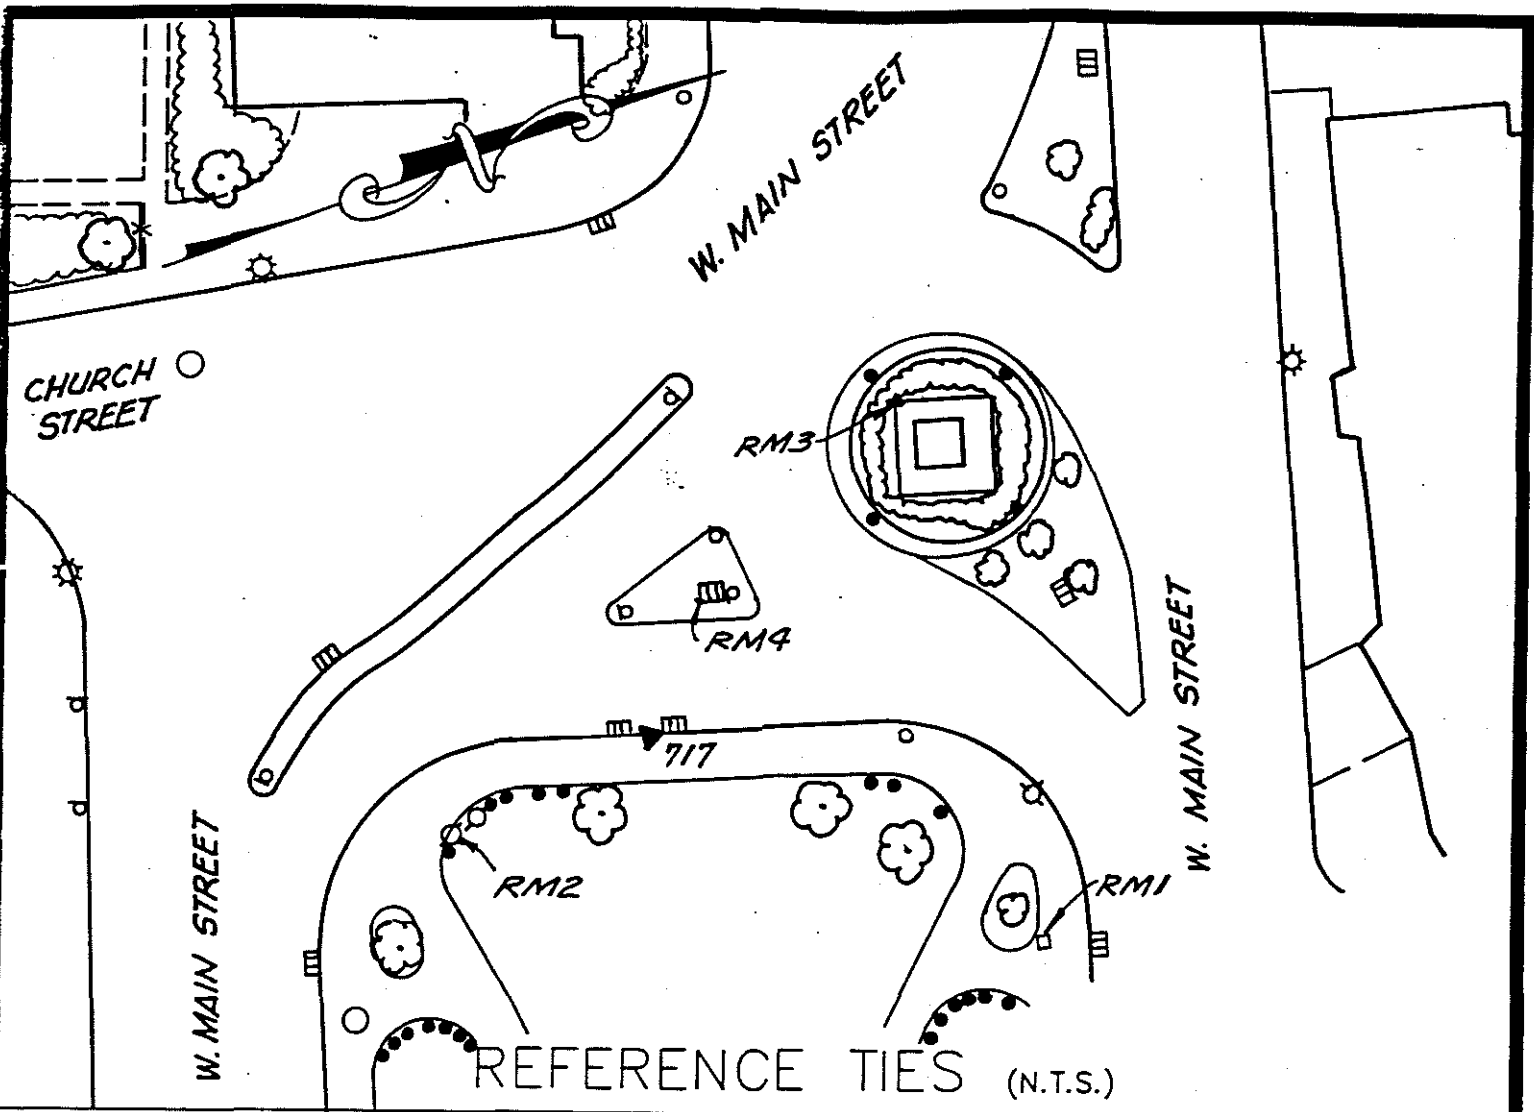 W. MAIN STREET
CHURCH
STREET
RM3
RM4
W. MAIN STREET
717
RM2
RM1
W. MAIN STREET
REFERENCE TIES (N.T.S.)